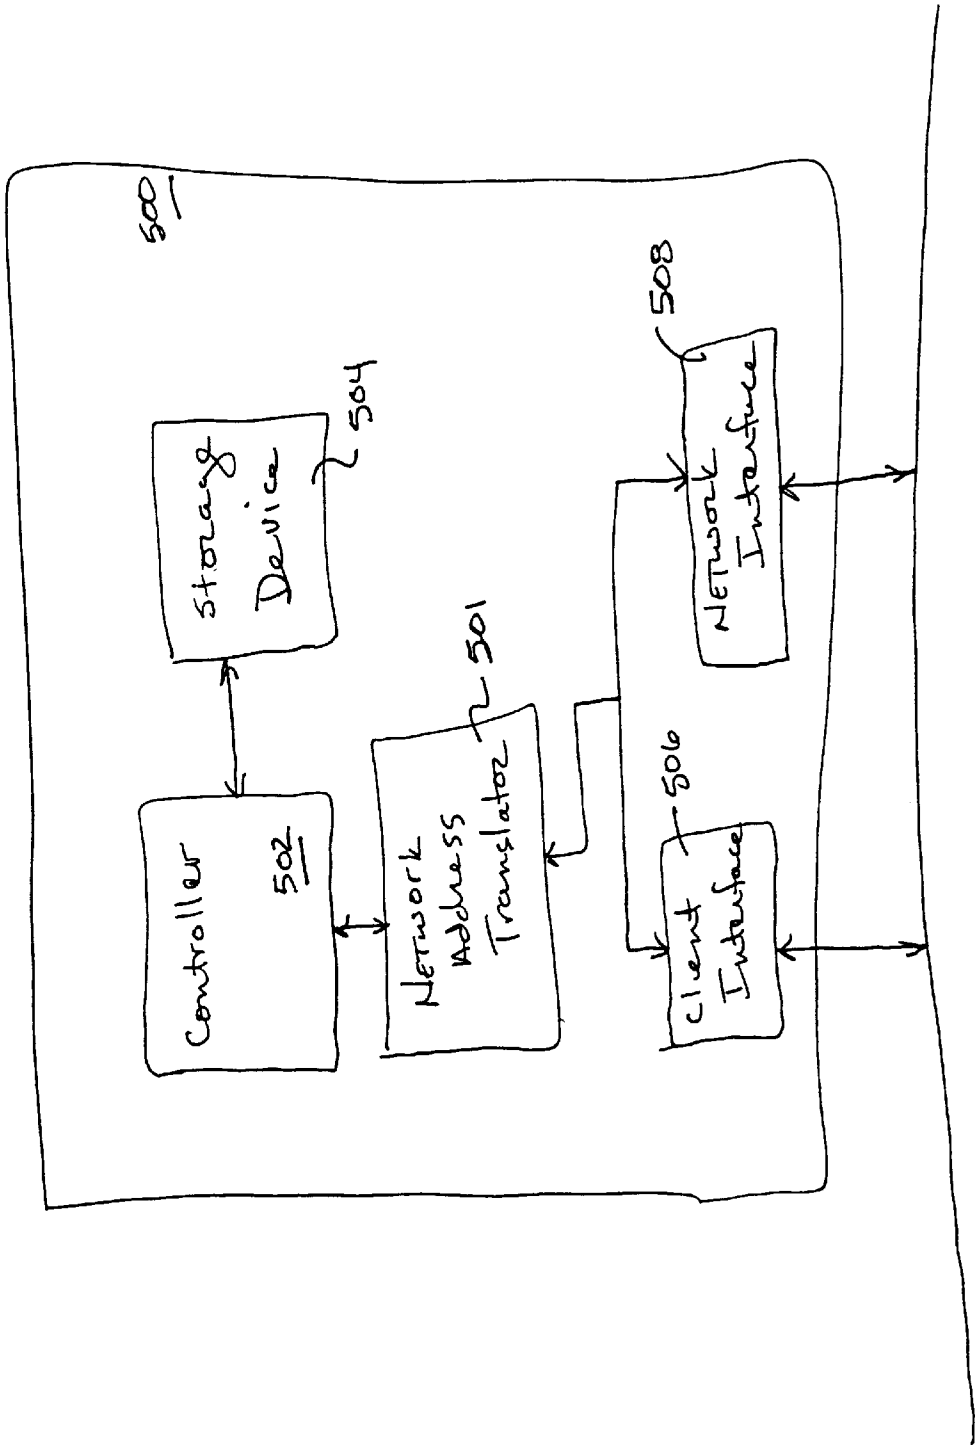 500
Controller
502
Storage
Device
504
Network
Address
Translator
501
Client
Interface
506
Network
Interface
508